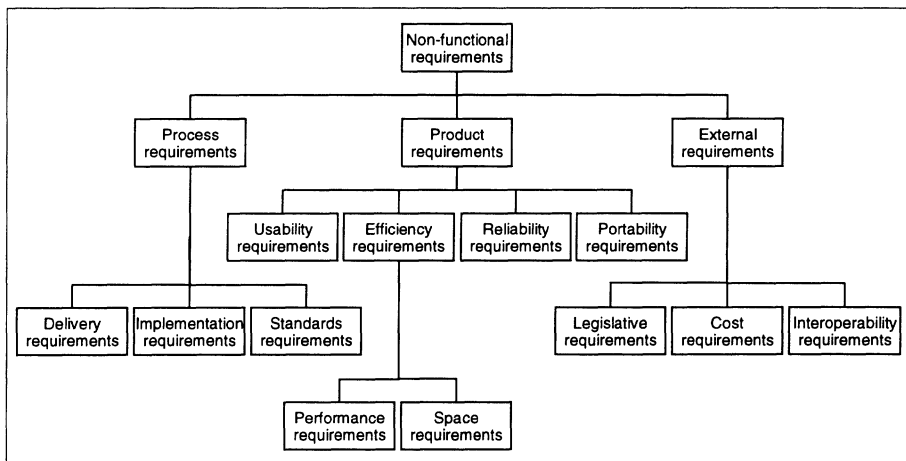 Non-functional
requirements
Process
requirements
Product
requirements
External
requirements
Usability
requirements
Efficiency
requirements
Reliability
requirements
Portability
requirements
Delivery
requirements
Implementation
requirements
Standards
requirements
Legislative
requirements
Cost
requirements
Interoperability
requirements
Performance
requirements
Space
requirements